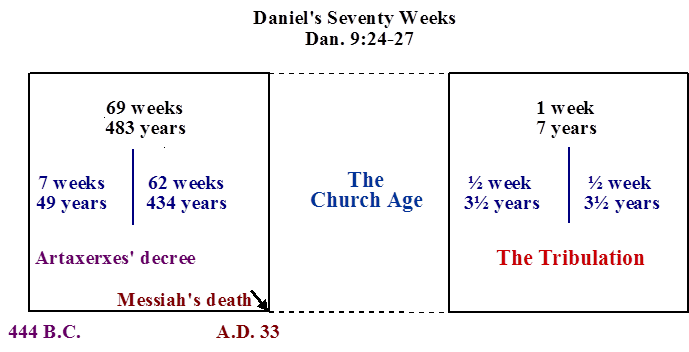 Daniel's Seventy Weeks
Dan. 9:24-27
69 weeks
483 years
7 weeks
49 years
62 weeks
434 years
Artaxerxes' decree
Messiah's death
444 B.C.
A.D. 33
The
Church Age
1 week
7 years
½ week
3½ years
½ week
3½ years
The Tribulation